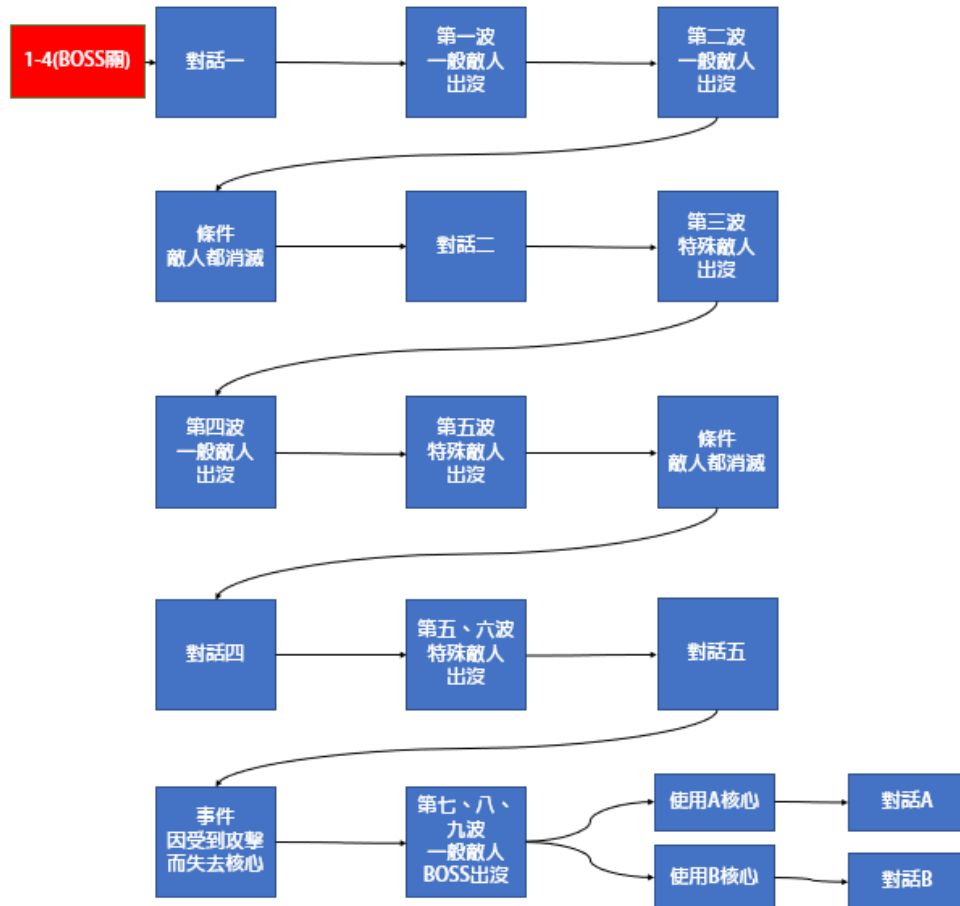 1-4(BOSS關)
對話一
第一波
一般敵人
出沒
第二波
一般敵人
出沒
條件
敵人都消滅
對話二
第三波
特殊敵人
出沒
第四波
一般敵人
出沒
第五波
特殊敵人
出沒
條件
敵人都消滅
對話四
第五、六波
特殊敵人
出沒
對話五
事件
因受到攻擊
而失去核心
第七、八、
九波
一般敵人
BOSS出沒
使用A核心
對話A
使用B核心
對話B